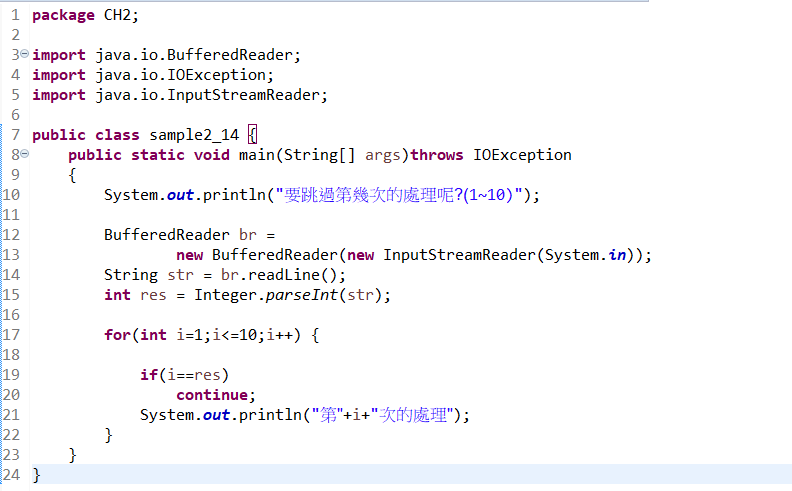 1 package CH2;
2
3 import java.io.BufferedReader;
4 import java.io.IOException;
5 import java.io.InputStreamReader;
6
7 public class sample2_14 {
8     public static void main(String[] args)throws IOException
9     {
10         System.out.println("要跳過第幾次的處理呢?(1~10)");
11
12         BufferedReader br =
13                 new BufferedReader(new InputStreamReader(System.in));
14         String str = br.readLine();
15         int res = Integer.parseInt(str);
16
17         for(int i=1;i<=10;i++) {
18
19             if(i==res)
20                 continue;
21             System.out.println("第"+i+"次的處理");
22         }
23     }
24 }